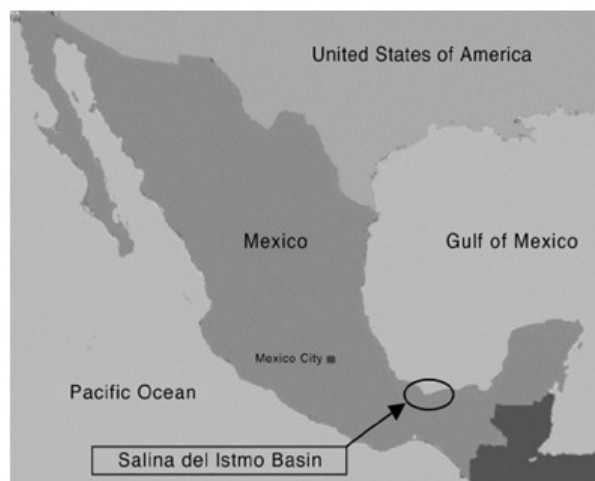 United States of America
Mexico
Gulf of Mexico
Mexico City
Pacific Ocean
Salina del Istmo Basin